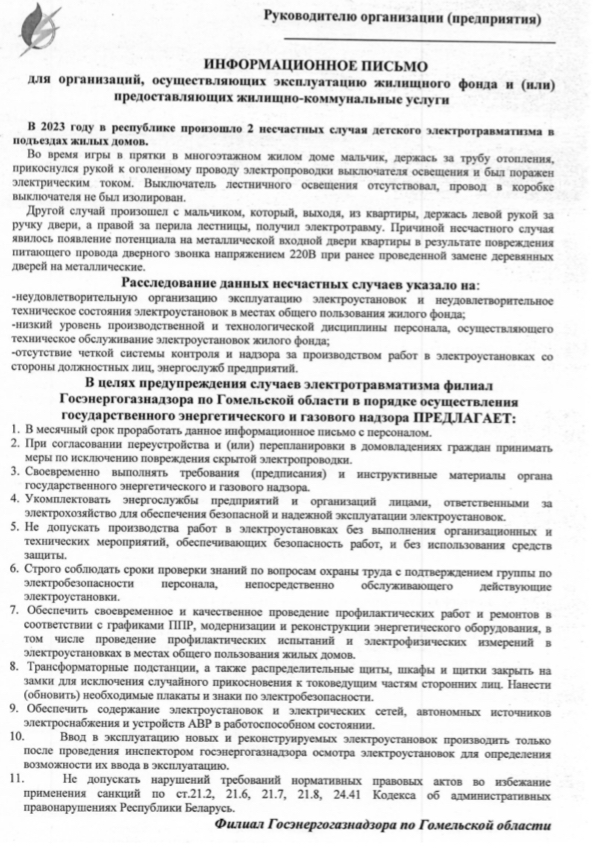 Руководителю организации (предприятия)
ИНФОРМАЦИОННОЕ ПИСЬМО
для организаций, осуществляющих эксплуатацию жилищного фонда и (или)
предоставляющих жилищно-коммунальные услуги
В 2023 году в республике произошло 2 несчастных случая детского электротравматизма в
подъездах жилых домов.
Во время игры в прятки в многоэтажном жилом доме мальчик, держась за трубу отопления,
прикоснулся рукой к оголенному проводу электропроводки выключателя освещения и был поражен
электрическим током. Выключатель лестничного освещения отсутствовал, провод в коробке
выключателя не был изолирован.
Другой случай произошел с мальчиком, который, выходя, из квартиры, держась левой рукой за
ручку двери, а правой за перила лестницы, получил электротравму. Причиной несчастного случая
явилось появление потенциала на металлической входной двери квартиры в результате повреждения
питающего провода дверного звонка напряжением 220В при ранее проведенной замене деревянных
дверей на металлические.
Расследование данных несчастных случаев указало на:
-неудовлетворительную организацию эксплуатацию электроустановок и неудовлетворительное
техническое состояния электроустановок в местах общего пользования жилого фонда;
-низкий уровень производственной и технологической дисциплины персонала, осуществляющего
техническое обслуживание электроустановок жилого фонда;
-отсутствие четкой системы контроля и надзора за производством работ в электроустановках со
стороны должностных лиц, энергослужб предприятий.
В целях предупреждения случаев электротравматизма филиал
Госэнергогазнадзора по Гомельской области в порядке осуществления
государственного энергетического и газового надзора ПРЕДЛАГАЕТ:
1. В месячный срок проработать данное информационное письмо с персоналом.
2. При согласовании переустройства и (или) перепланировки в домовладениях граждан принимать
меры по исключению повреждения скрытой электропроводки.
3. Своевременно выполнять требования (предписания) и инструктивные материалы органа
государственного энергетического и газового надзора.
4. Укомплектовать энергослужбы предприятий и организаций лицами, ответственными за
электрохозяйство для обеспечения безопасной и надежной эксплуатации электроустановок.
5. Не допускать производства работ в электроустановках без выполнения организационных и
технических мероприятий, обеспечивающих безопасность работ, и без использования средств
защиты.
6. Строго соблюдать сроки проверки знаний по вопросам охраны труда с подтверждением группы по
электробезопасности персонала, непосредственно обслуживающего действующие
электроустановки.
7. Обеспечить своевременное и качественное проведение профилактических работ и ремонтов в
соответствии с графиками ППР, модернизации и реконструкции энергетического оборудования, в
том числе проведение профилактических испытаний и электрофизических измерений в
электроустановках в местах общего пользования жилых домов.
8. Трансформаторные подстанции, а также распределительные щиты, шкафы и щитки закрыть на
замки для исключения случайного прикосновения к токоведущим частям сторонних лиц. Нанести
(обновить) необходимые плакаты и знаки по электробезопасности.
9. Обеспечить содержание электроустановок и электрических сетей, автономных источников
электроснабжения и устройств АВР в работоспособном состоянии.
10. Ввод в эксплуатацию новых и реконструируемых электроустановок производить только
после проведения инспектором госэнергогазнадзора осмотра электроустановок для определения
возможности их ввода в эксплуатацию.
11. Не допускать нарушений требований нормативных правовых актов во избежание
применения санкций по ст.21.2, 21.6, 21.7, 21.8, 24.41 Кодекса об административных
правонарушениях Республики Беларусь.
Филиал Госэнергогазнадзора по Гомельской области